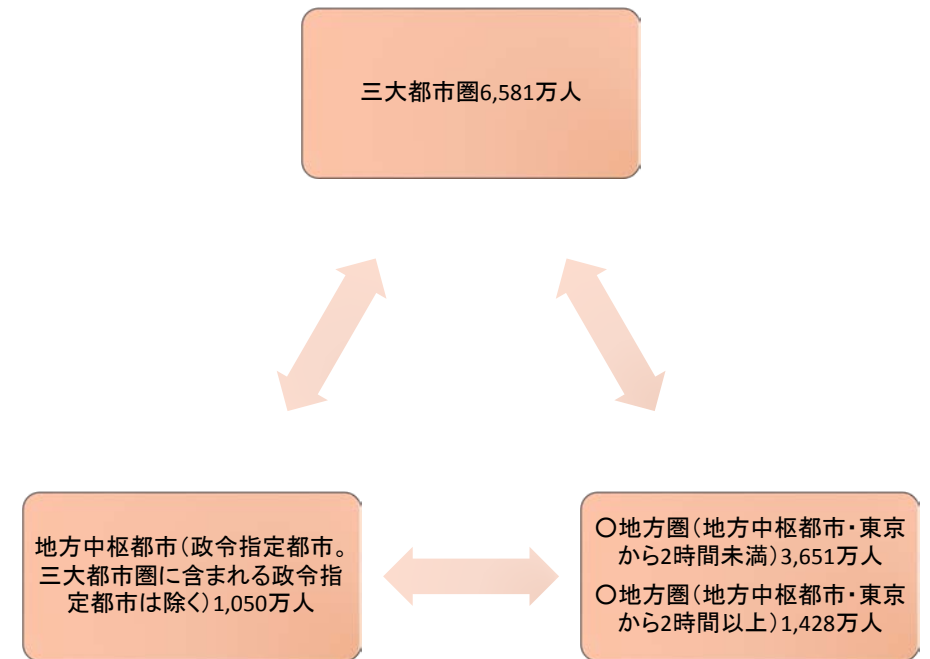 三大都市圏6,581万人
地方中枢都市(政令指定都市。
三大都市圏に含まれる政令指
定都市は除く)1,050万人
〇地方圏(地方中枢都市・東京
から2時間未満)3,651万人
〇地方圏(地方中枢都市・東京
から2時間以上)1,428万人